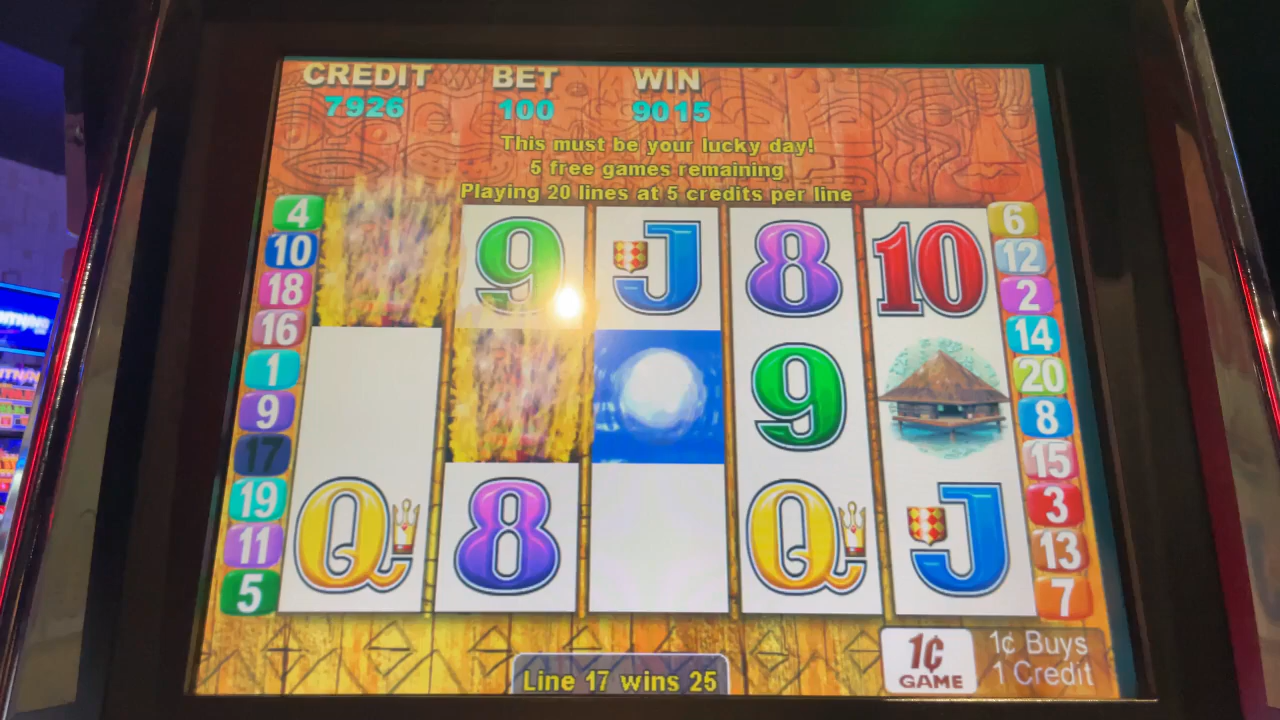 CREDIT BET WIN
7926 100 9015
This must be your lucky day!
5 free games remaining
Playing 20 lines at 5 credits per line
4 9 J 8 10 6
10 12
18 2
16 14
1 9 20
9 8
17 15
19 Q 8 Q J 3
11 13
5 7
Line 17 wins 25
1¢ GAME
1¢ Buys
1 Credit